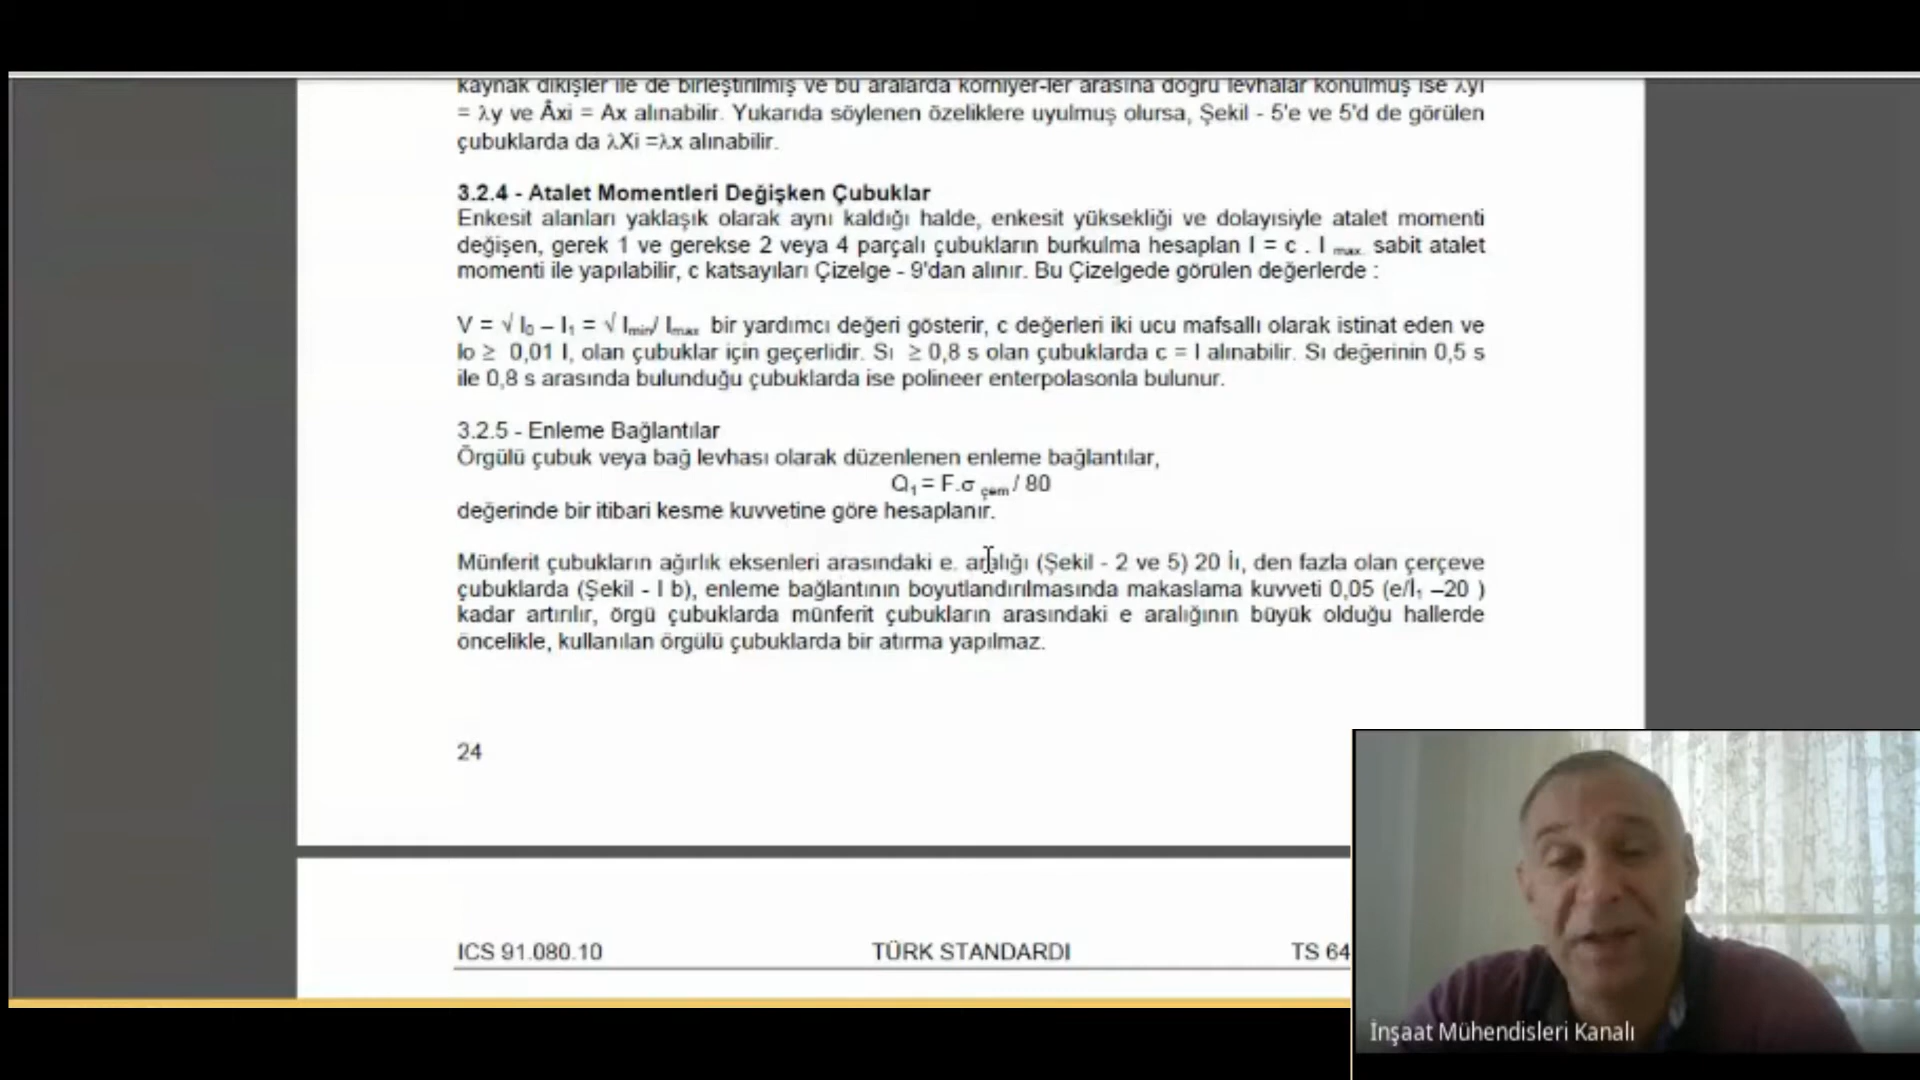 kaynak dikişler ile de birleştirilmiş ve bu aralarda korniyer-ler arasına doğru levhalar konulmuş ise λyi
= λy ve Âxi = Ax alınabilir. Yukarıda söylenen özeliklere uyulmuş olursa, Şekil - 5'e ve 5'd de görülen
çubuklarda da λXi =λx alınabilir.
3.2.4 - Atalet Momentleri Değişken Çubuklar
Enkesit alanları yaklaşık olarak aynı kaldığı halde, enkesit yüksekliği ve dolayısiyle atalet momenti
değişen, gerek 1 ve gerekse 2 veya 4 parçalı çubukların burkulma hesaplan I = c . I max. sabit atalet
momenti ile yapılabilir, c katsayıları Çizelge - 9'dan alınır. Bu Çizelgede görülen değerlerde :
V = √ I₀ – I₁ = √ Imin/ Imax bir yardımcı değeri gösterir, c değerleri iki ucu mafsallı olarak istinat eden ve
Io ≥ 0,01 I, olan çubuklar için geçerlidir. Sı ≥ 0,8 s olan çubuklarda c = I alınabilir. Sı değerinin 0,5 s
ile 0,8 s arasında bulunduğu çubuklarda ise polineer enterpolasonla bulunur.
3.2.5 - Enleme Bağlantılar
Örgülü çubuk veya bağ levhası olarak düzenlenen enleme bağlantılar,
Q₁ = F.σ çem / 80
değerinde bir itibari kesme kuvvetine göre hesaplanır.
Münferit çubukların ağırlık eksenleri arasındaki e. aralığı (Şekil - 2 ve 5) 20 İı, den fazla olan çerçeve
çubuklarda (Şekil - I b), enleme bağlantının boyutlandırılmasında makaslama kuvveti 0,05 (e/I₁ –20 )
kadar artırılır, örgü çubuklarda münferit çubukların arasındaki e aralığının büyük olduğu hallerde
öncelikle, kullanılan örgülü çubuklarda bir atırma yapılmaz.
24
ICS 91.080.10 TÜRK STANDARDI TS 64
İnşaat Mühendisleri Kanalı